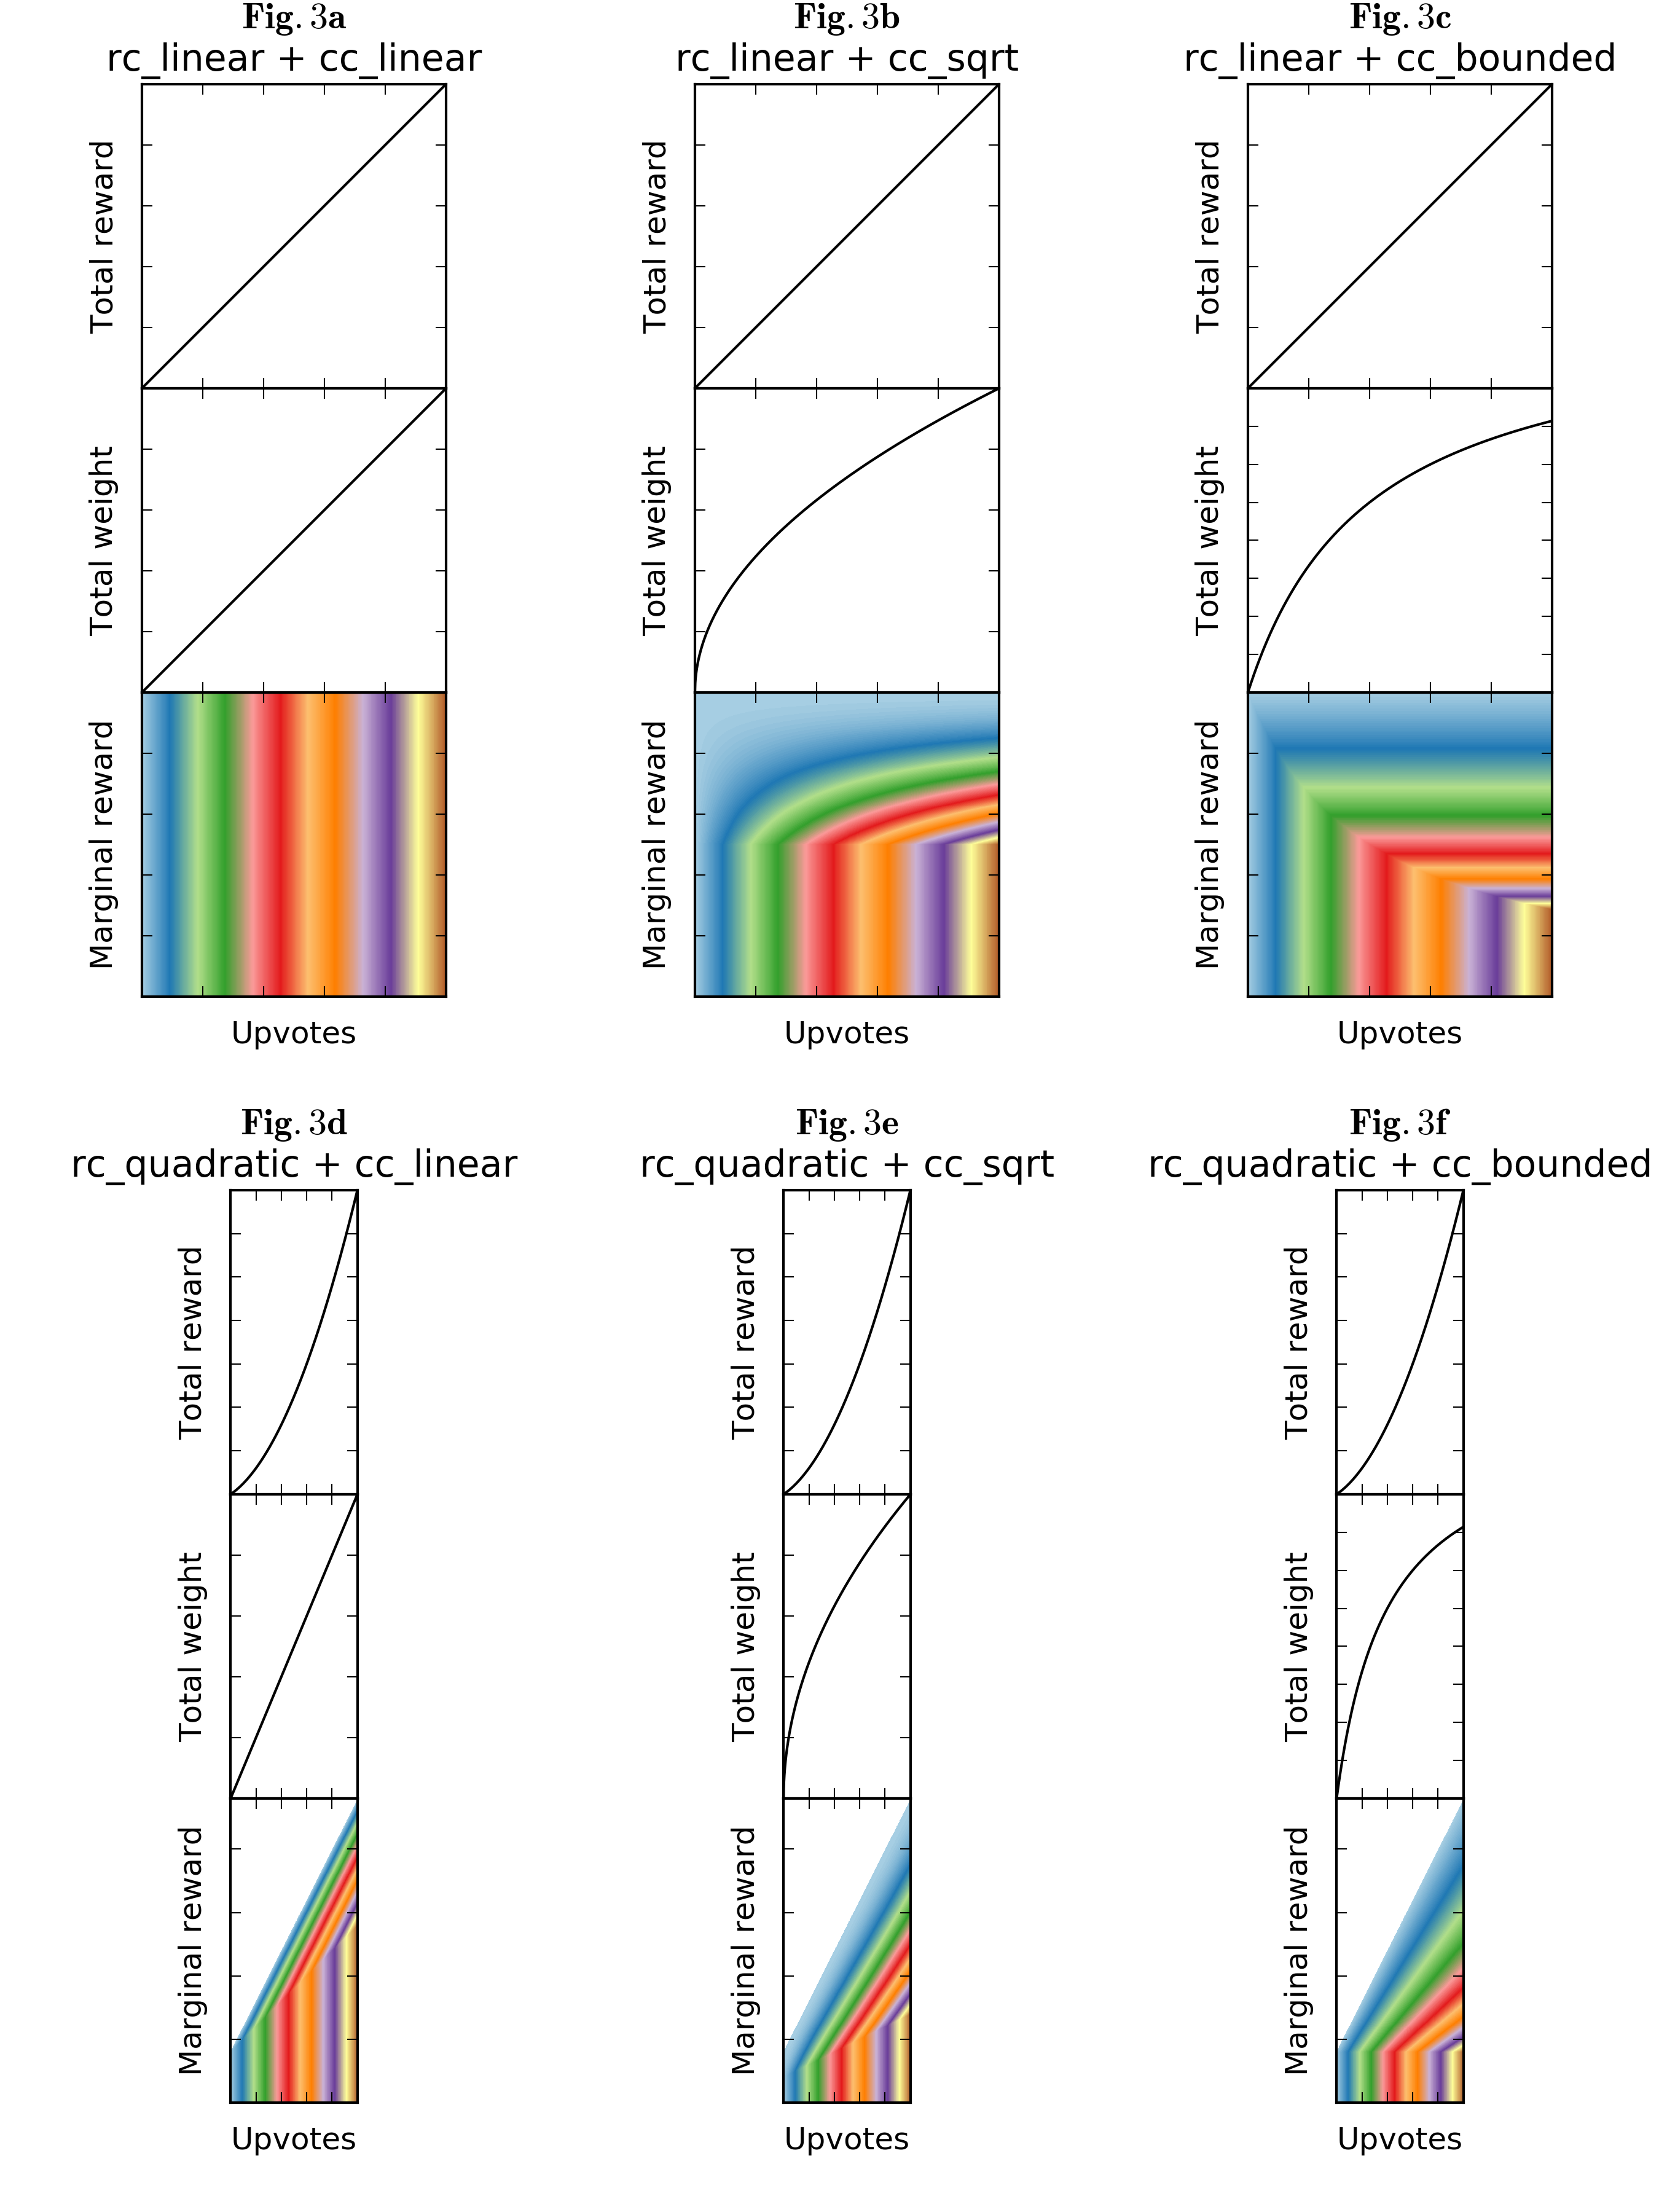 Fig. 3a
rc_linear + cc_linear
Total reward
Total weight
Marginal reward
Upvotes
Fig. 3b
rc_linear + cc_sqrt
Total reward
Total weight
Marginal reward
Upvotes
Fig. 3c
rc_linear + cc_bounded
Total reward
Total weight
Marginal reward
Upvotes
Fig. 3d
rc_quadratic + cc_linear
Total reward
Total weight
Marginal reward
Upvotes
Fig. 3e
rc_quadratic + cc_sqrt
Total reward
Total weight
Marginal reward
Upvotes
Fig. 3f
rc_quadratic + cc_bounded
Total reward
Total weight
Marginal reward
Upvotes